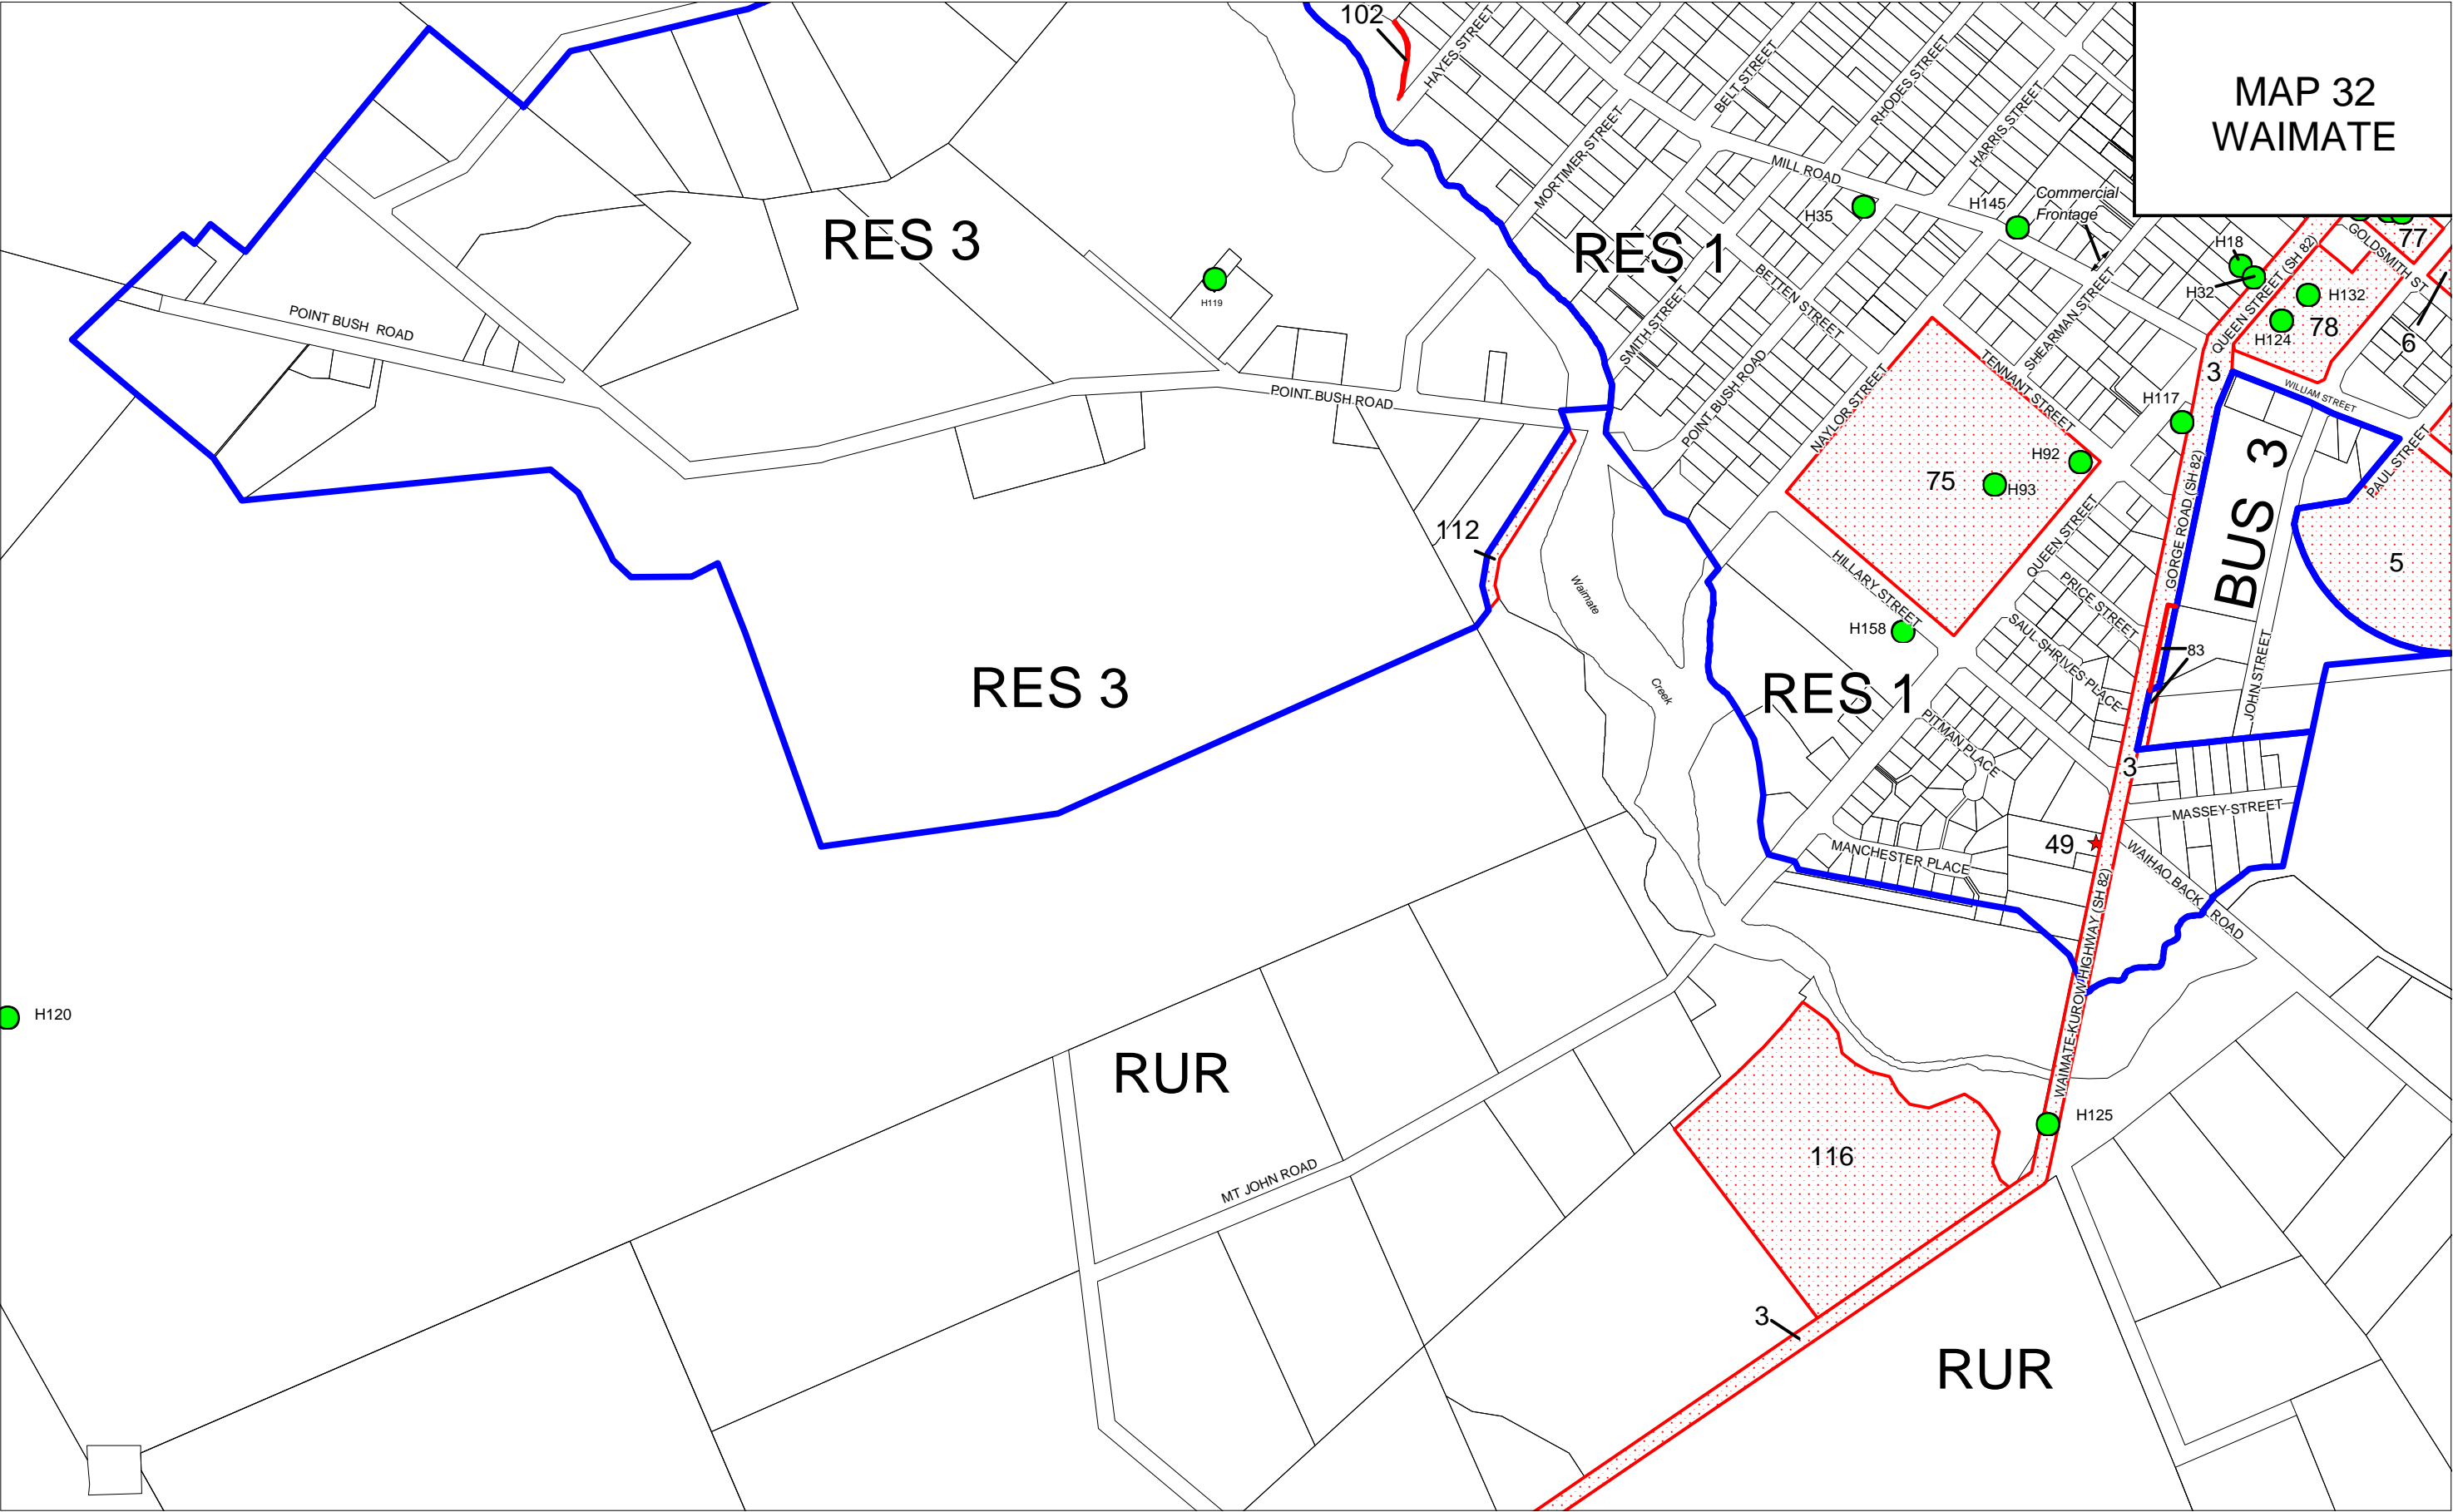 102
HAYES STREET
BELT STREET
RHODES STREET
HARRIS STREET
MAP 32
WAIMATE
MORTIMER STREET
MILL ROAD
H35
H145
Commercial
Frontage
RES 3
RES 1
H18
H32
QUEEN STREET (SH 82)
GOLDSMITH ST
77
H132
78
H124
6
H119
BETTEN STREET
SMITH STREET
SHEARMAN STREET
TENNANT STREET
POINT BUSH ROAD
POINT BUSH ROAD
POINT BUSH ROAD
NAYLOR STREET
3
WILLIAM STREET
H117
PAUL STREET
H92
75
H93
GORGE ROAD (SH 82)
BUS 3
5
112
Waimate
Creek
HILLARY STREET
QUEEN STREET
PRICE STREET
SAUL SHRIVES PLACE
H158
83
JOHN STREET
RES 3
RES 1
PITMAN PLACE
3
MASSEY STREET
49
MANCHESTER PLACE
WAIHAO BACK ROAD
WAIMATE-KUROW HIGHWAY (SH 82)
H120
RUR
H125
116
MT JOHN ROAD
3
RUR